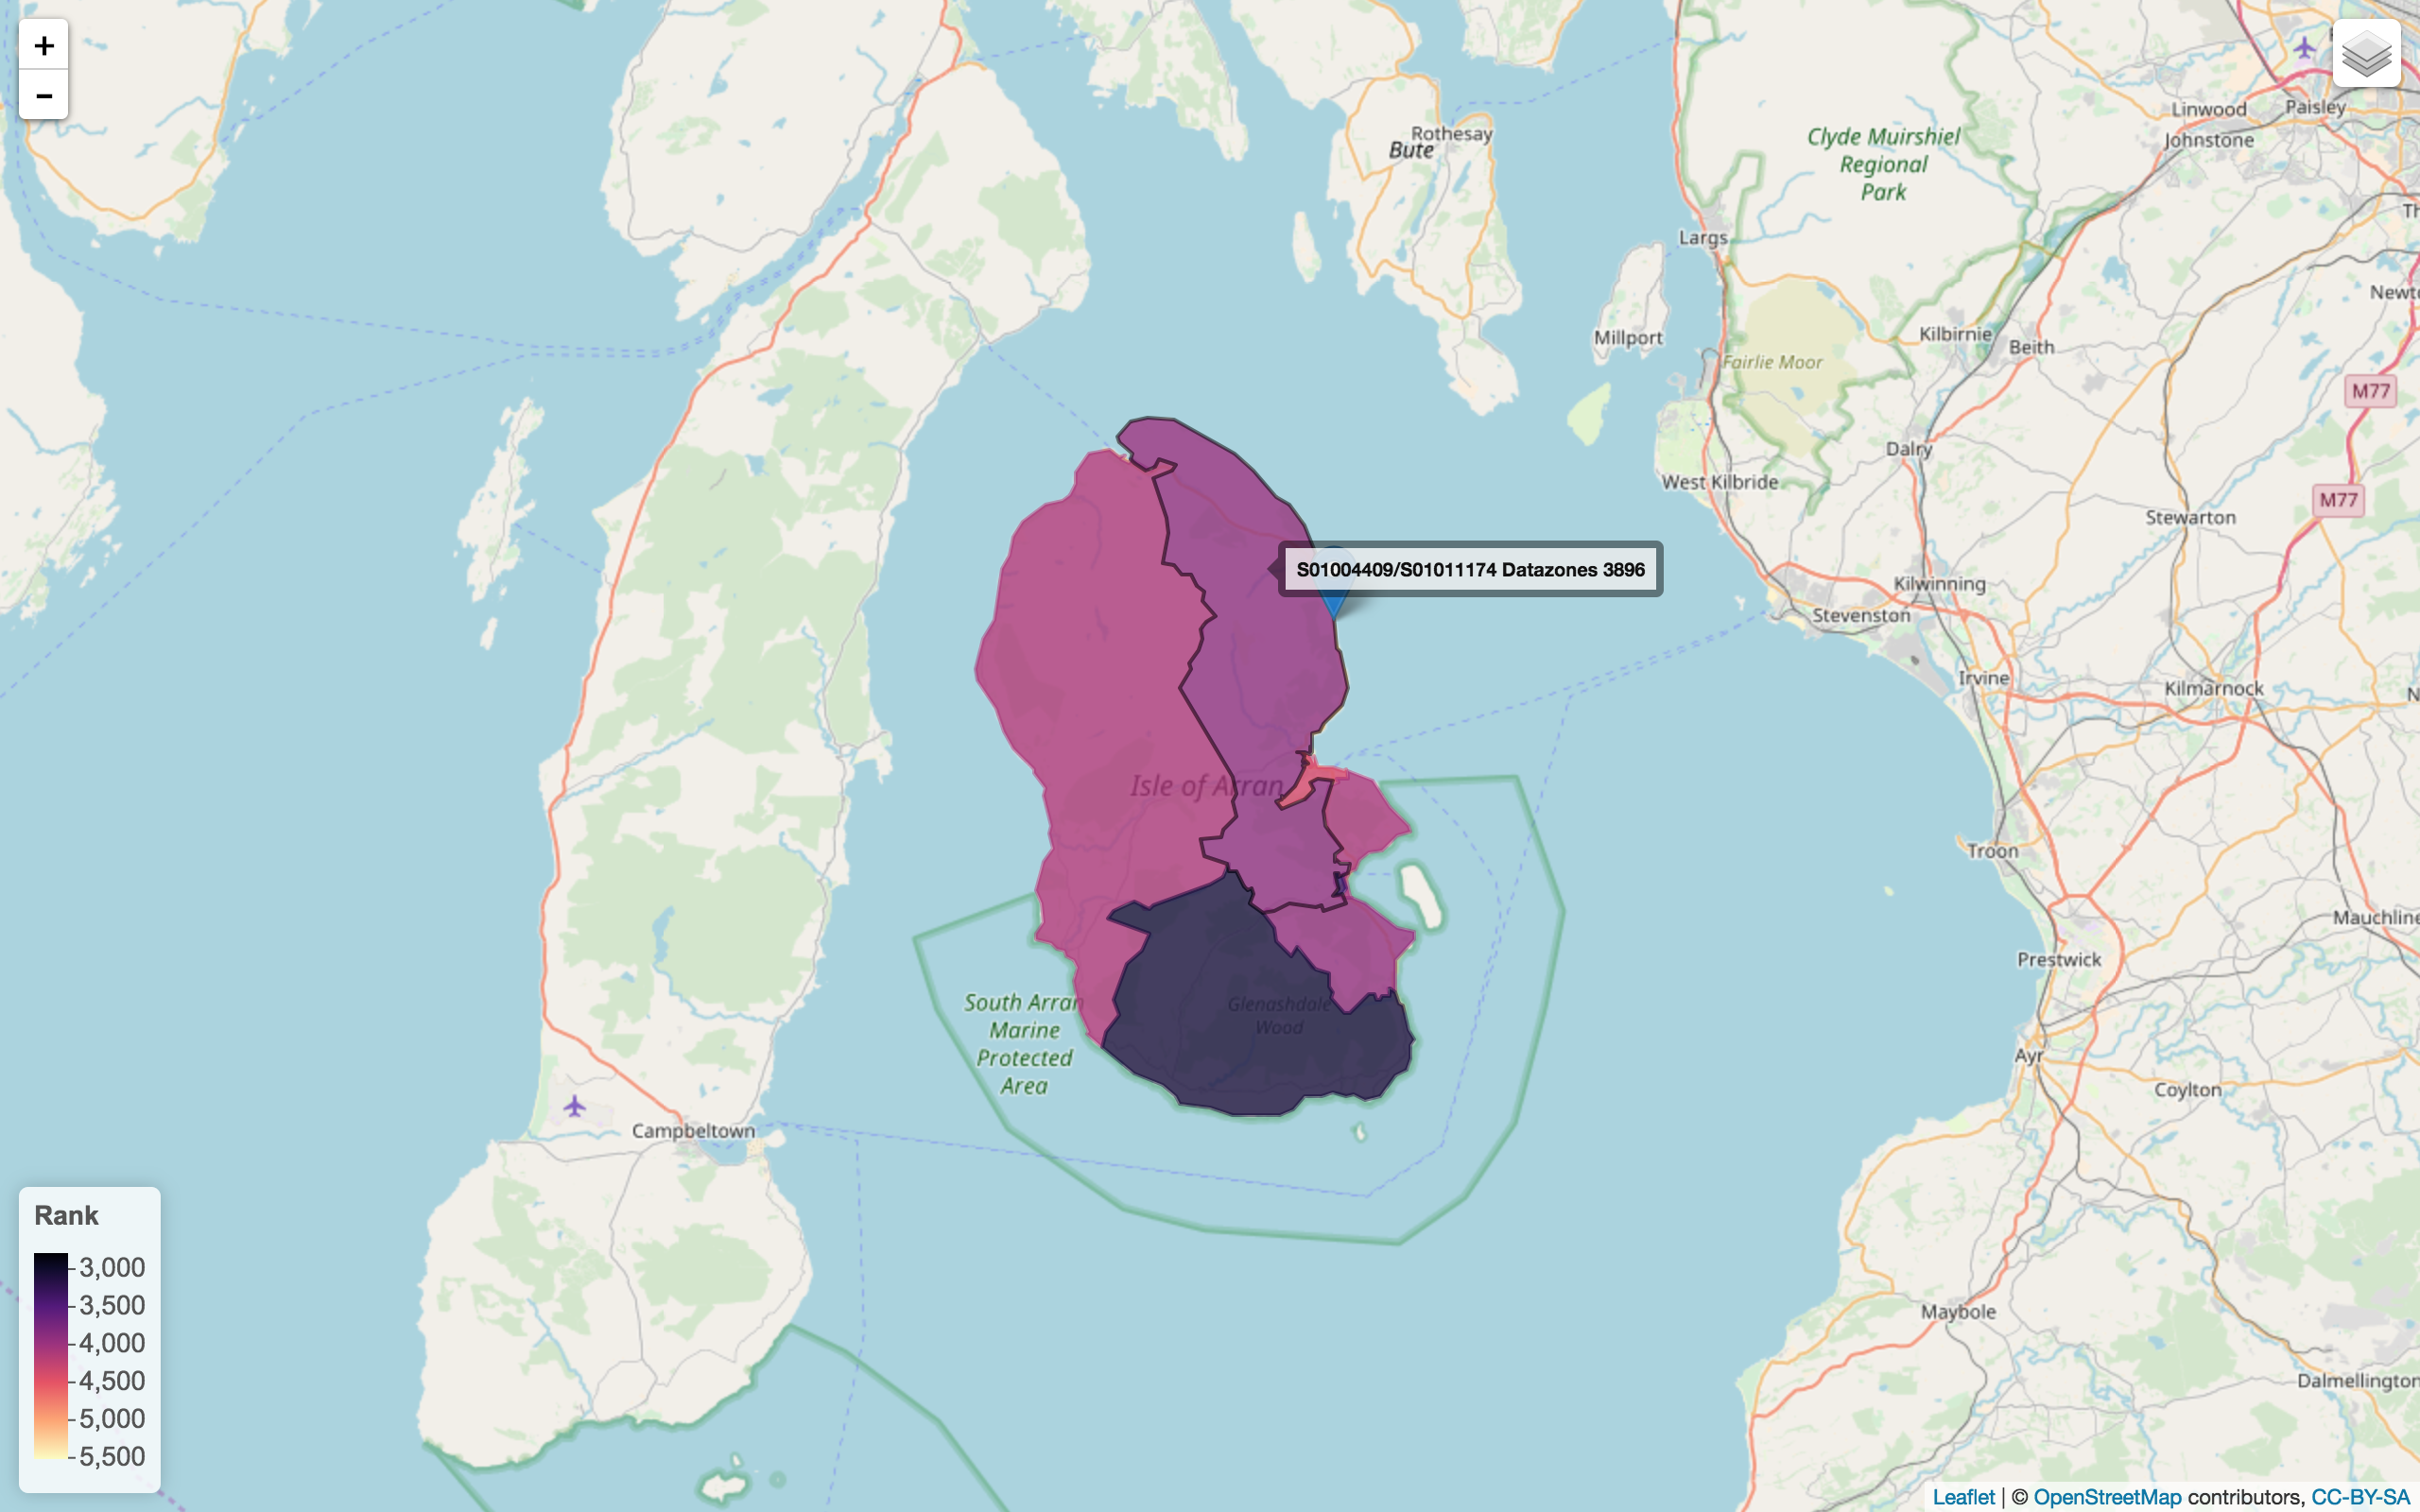 +
−
Rothesay
Bute
Clyde Muirshiel
Regional
Park
Linwood
Paisley
Johnstone
Th
Largs
Newto
Millport
Kilbirnie
Beith
Fairlie Moor
M77
Dalry
West Kilbride
M77
Stewarton
S01004409/S01011174 Datazones 3896
Kilwinning
Stevenston
Irvine
Kilmarnock
N
Isle of Arran
Troon
Mauchline
Prestwick
South Arran
Marine
Protected
Area
Glenashdale
Wood
Ayr
Coylton
Campbeltown
Maybole
Dalmellington
Rank
3,000
3,500
4,000
4,500
5,000
5,500
Leaflet | © OpenStreetMap contributors, CC-BY-SA